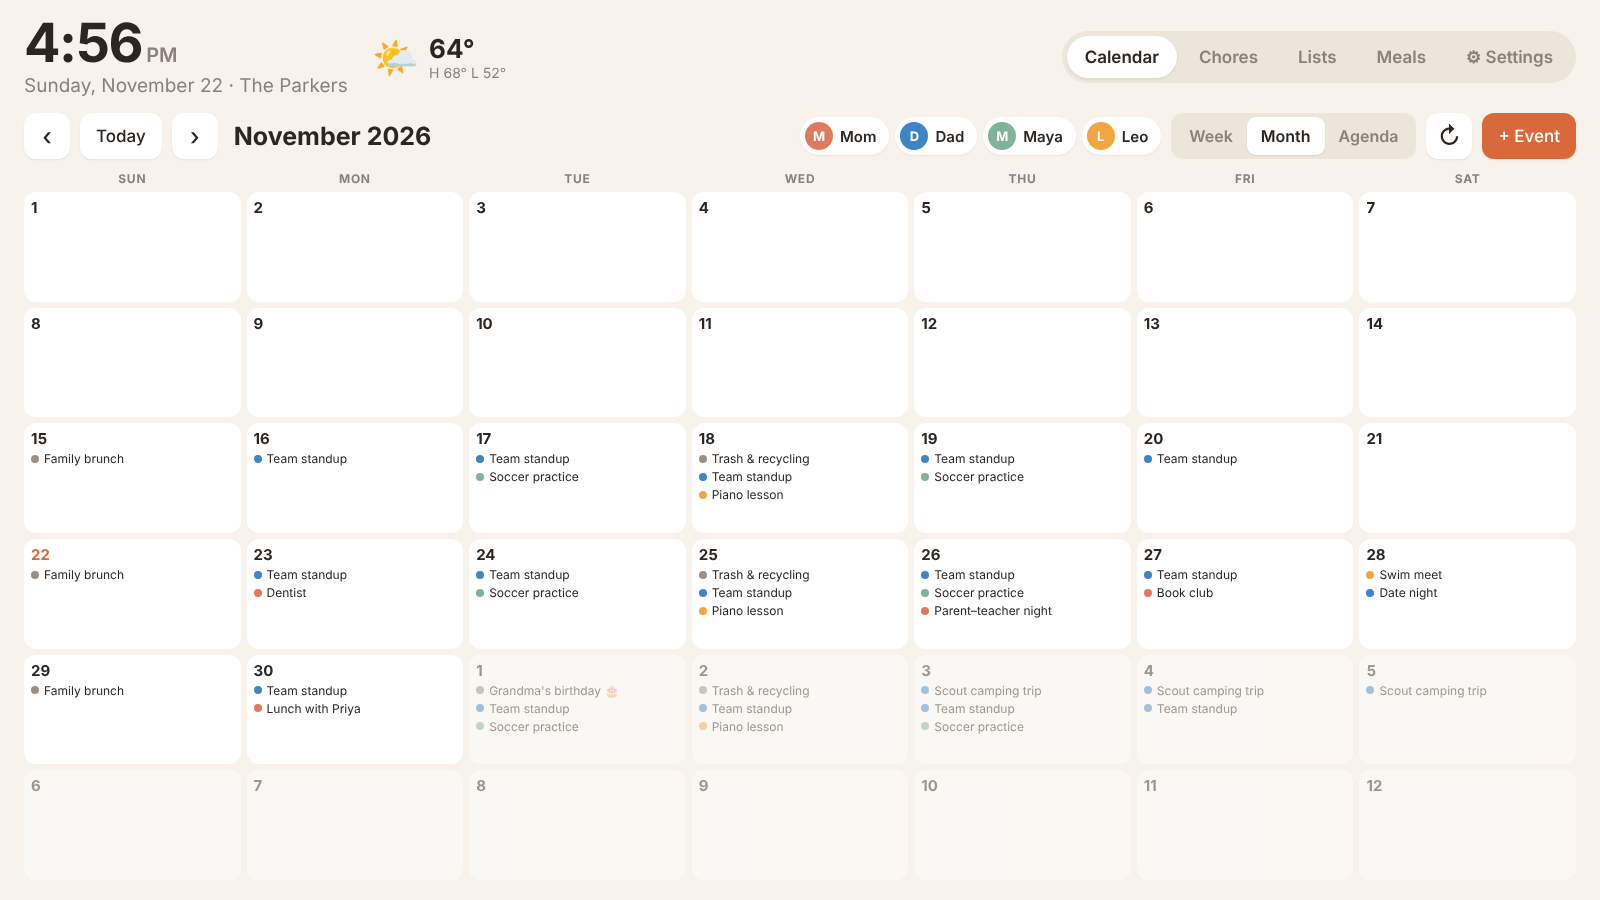 4:56 PM
Sunday, November 22 · The Parkers
64°
H 68° L 52°
Calendar Chores Lists Meals ⚙ Settings
‹ Today › November 2026
M Mom D Dad M Maya L Leo
Week Month Agenda
+ Event
SUN MON TUE WED THU FRI SAT
1 2 3 4 5 6 7
8 9 10 11 12 13 14
15
Family brunch
16
Team standup
17
Team standup
Soccer practice
18
Trash & recycling
Team standup
Piano lesson
19
Team standup
Soccer practice
20
Team standup
21
22
Family brunch
23
Team standup
Dentist
24
Team standup
Soccer practice
25
Trash & recycling
Team standup
Piano lesson
26
Team standup
Soccer practice
Parent–teacher night
27
Team standup
Book club
28
Swim meet
Date night
29
Family brunch
30
Team standup
Lunch with Priya
1
Grandma's birthday 🎂
Team standup
Soccer practice
2
Trash & recycling
Team standup
Piano lesson
3
Scout camping trip
Team standup
Soccer practice
4
Scout camping trip
Team standup
5
Scout camping trip
6 7 8 9 10 11 12